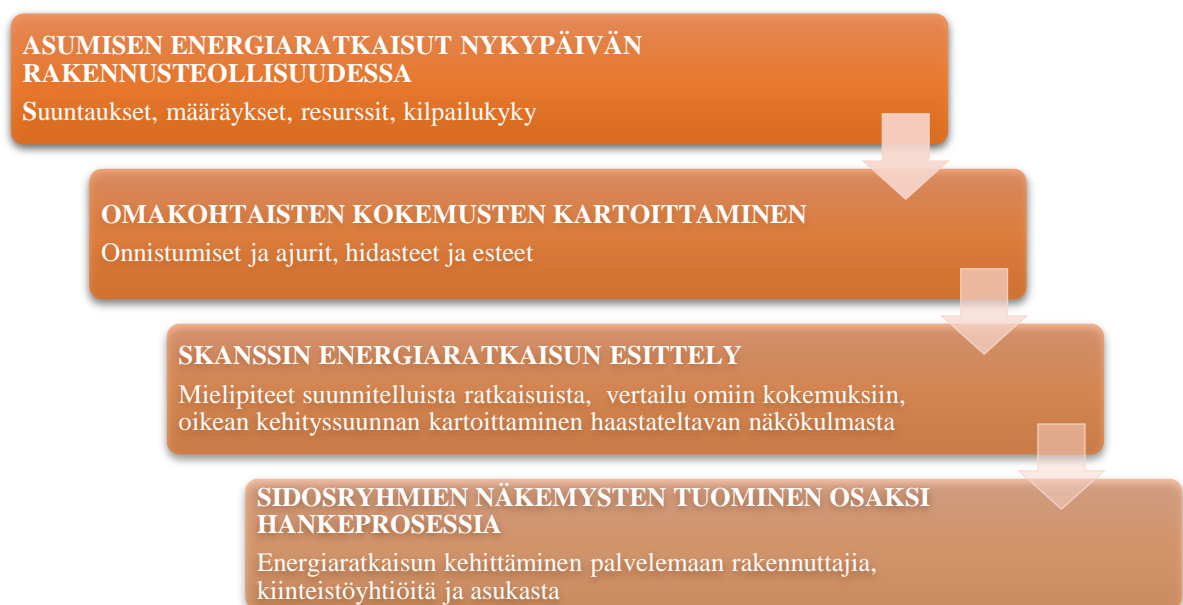 ASUMISEN ENERGIARATKAISUT NYKYPÄIVÄN
RAKENNUSTEOLLISUUDESSA
Suuntaukset, määräykset, resurssit, kilpailukyky
OMAKOHTAISTEN KOKEMUSTEN KARTOITTAMINEN
Onnistumiset ja ajurit, hidasteet ja esteet
SKANSSIN ENERGIARATKAISUN ESITTELY
Mielipiteet suunnitelluista ratkaisuista, vertailu omiin kokemuksiin,
oikean kehityssuunnan kartoittaminen haastateltavan näkökulmasta
SIDOSRYHMIEN NÄKEMYSTEN TUOMINEN OSAKSI
HANKEPROSESSIA
Energiaratkaisun kehittäminen palvelemaan rakennuttajia,
kiinteistöyhtiöitä ja asukasta